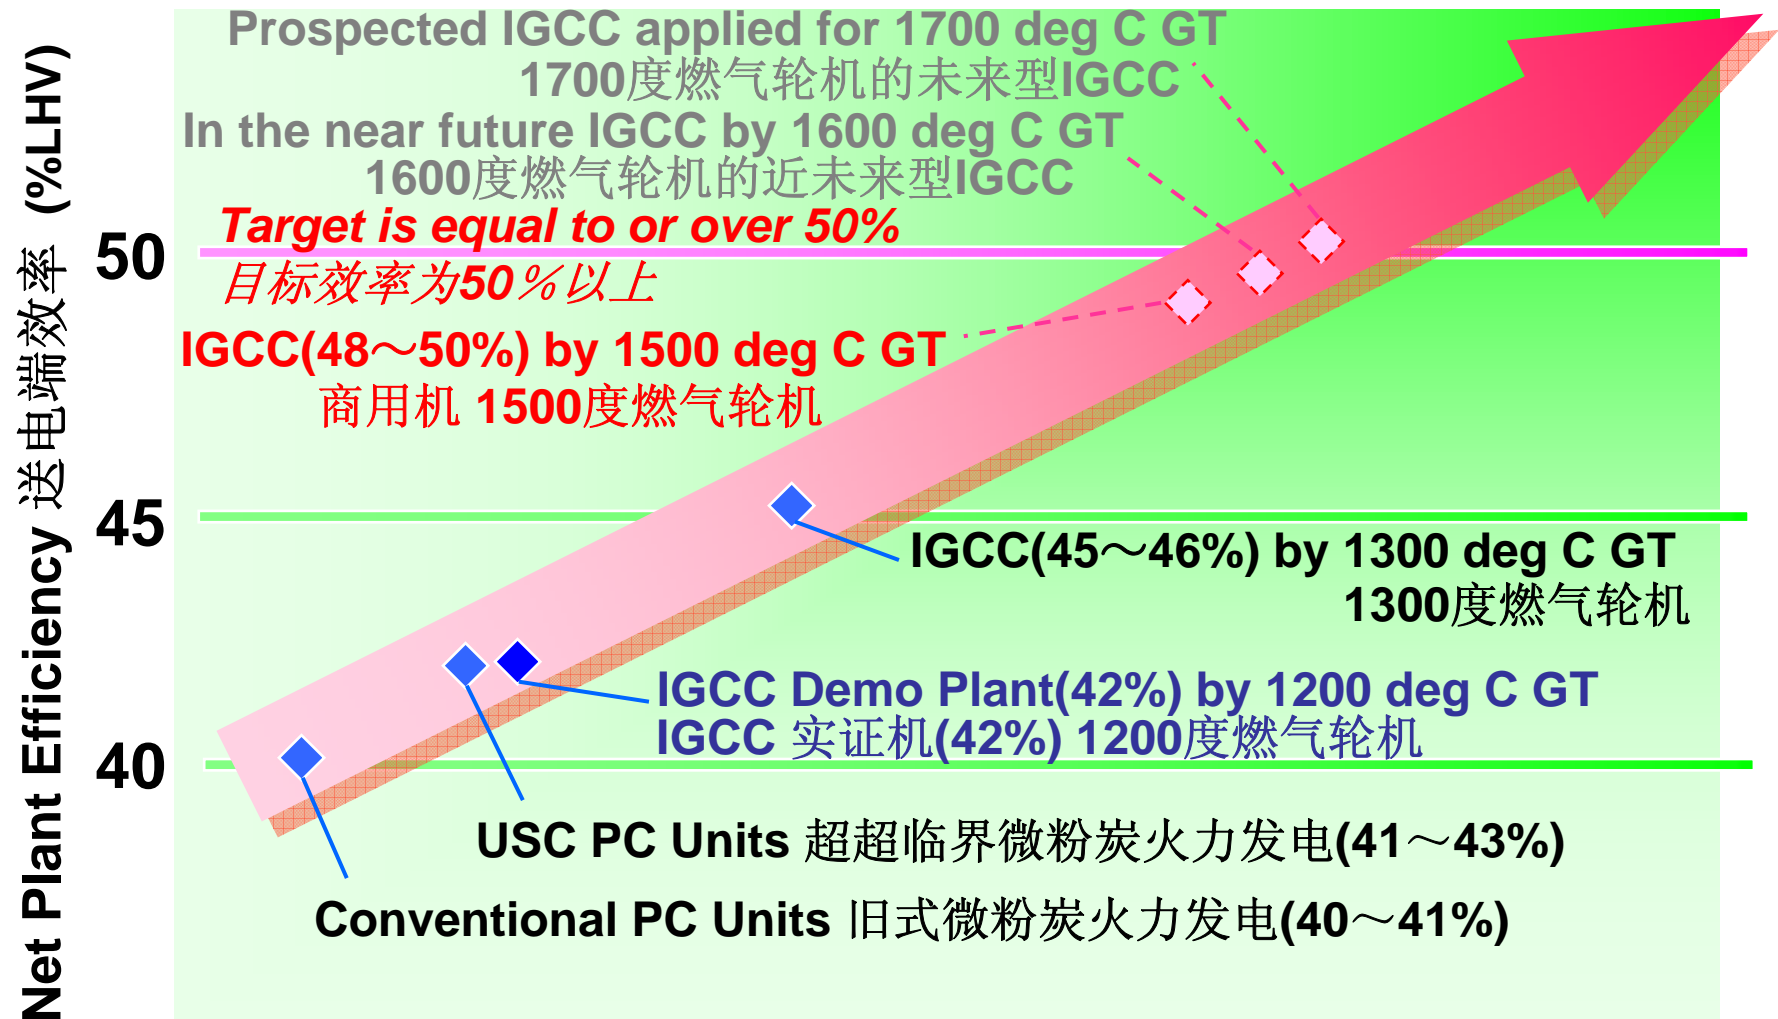 Prospected IGCC applied for 1700 deg C GT
1700度燃气轮机的未来型IGCC
In the near future IGCC by 1600 deg C GT
1600度燃气轮机的近未来型IGCC
Target is equal to or over 50%
目标效率为50％以上
IGCC(48～50%) by 1500 deg C GT
商用机 1500度燃气轮机
IGCC(45～46%) by 1300 deg C GT
1300度燃气轮机
IGCC Demo Plant(42%) by 1200 deg C GT
IGCC 实证机(42%) 1200度燃气轮机
USC PC Units 超超临界微粉炭火力发电(41～43%)
Conventional PC Units 旧式微粉炭火力发电(40～41%)
50
45
40
Net Plant Efficiency 送电端效率 (%LHV)